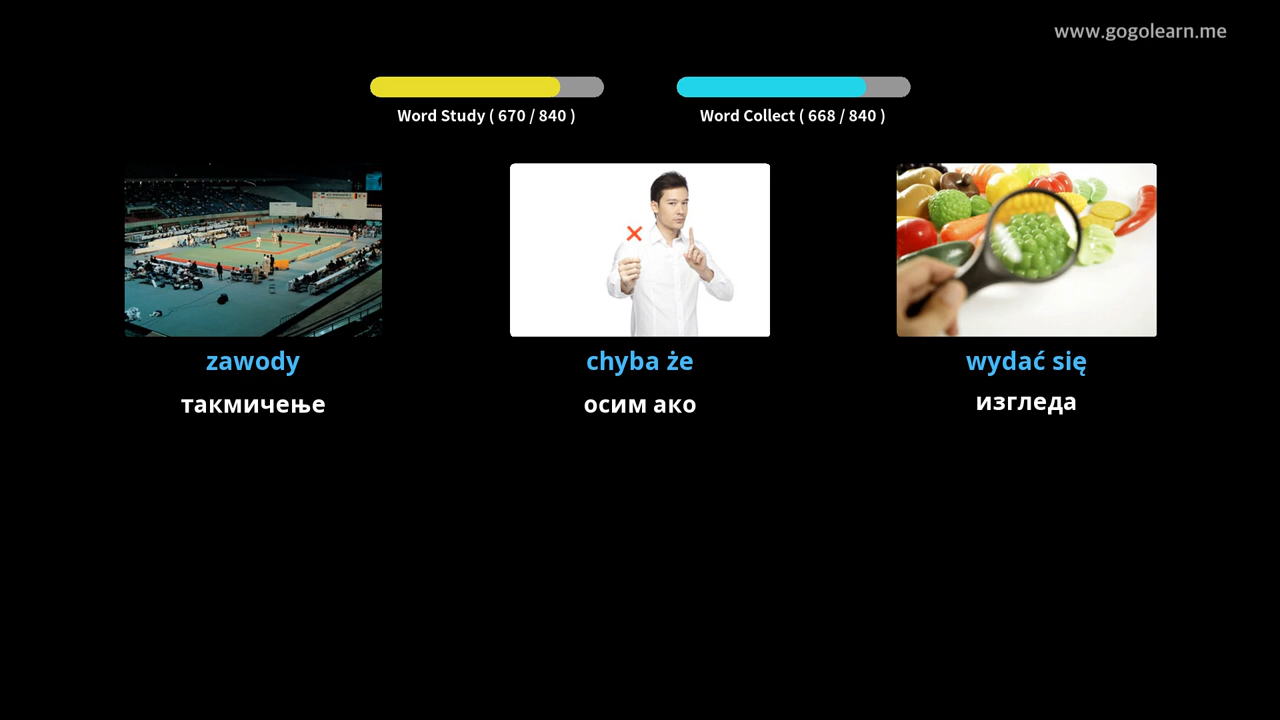 www.gogolearn.me
Word Study ( 670 / 840 )
Word Collect ( 668 / 840 )
zawody
такмичење
chyba że
осим ако
wydać się
изгледа